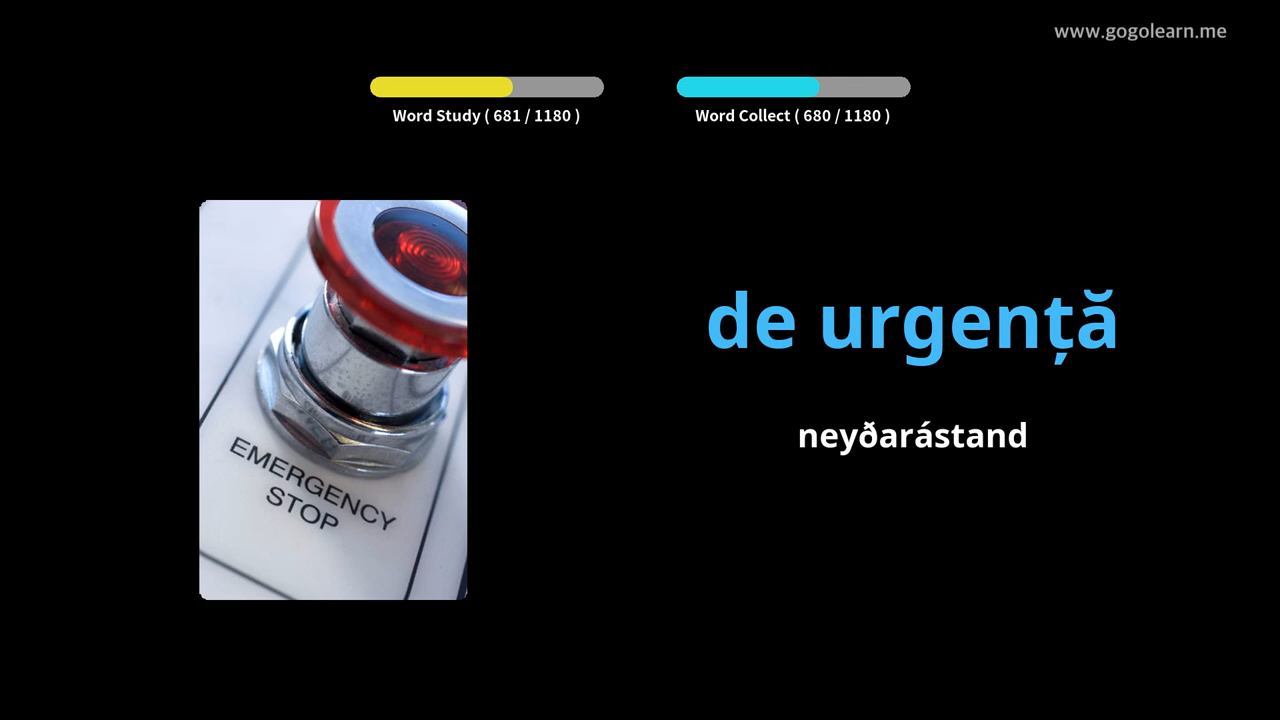 www.gogolearn.me
Word Study ( 681 / 1180 )
Word Collect ( 680 / 1180 )
EMERGENCY
STOP
de urgență
neyðarástand